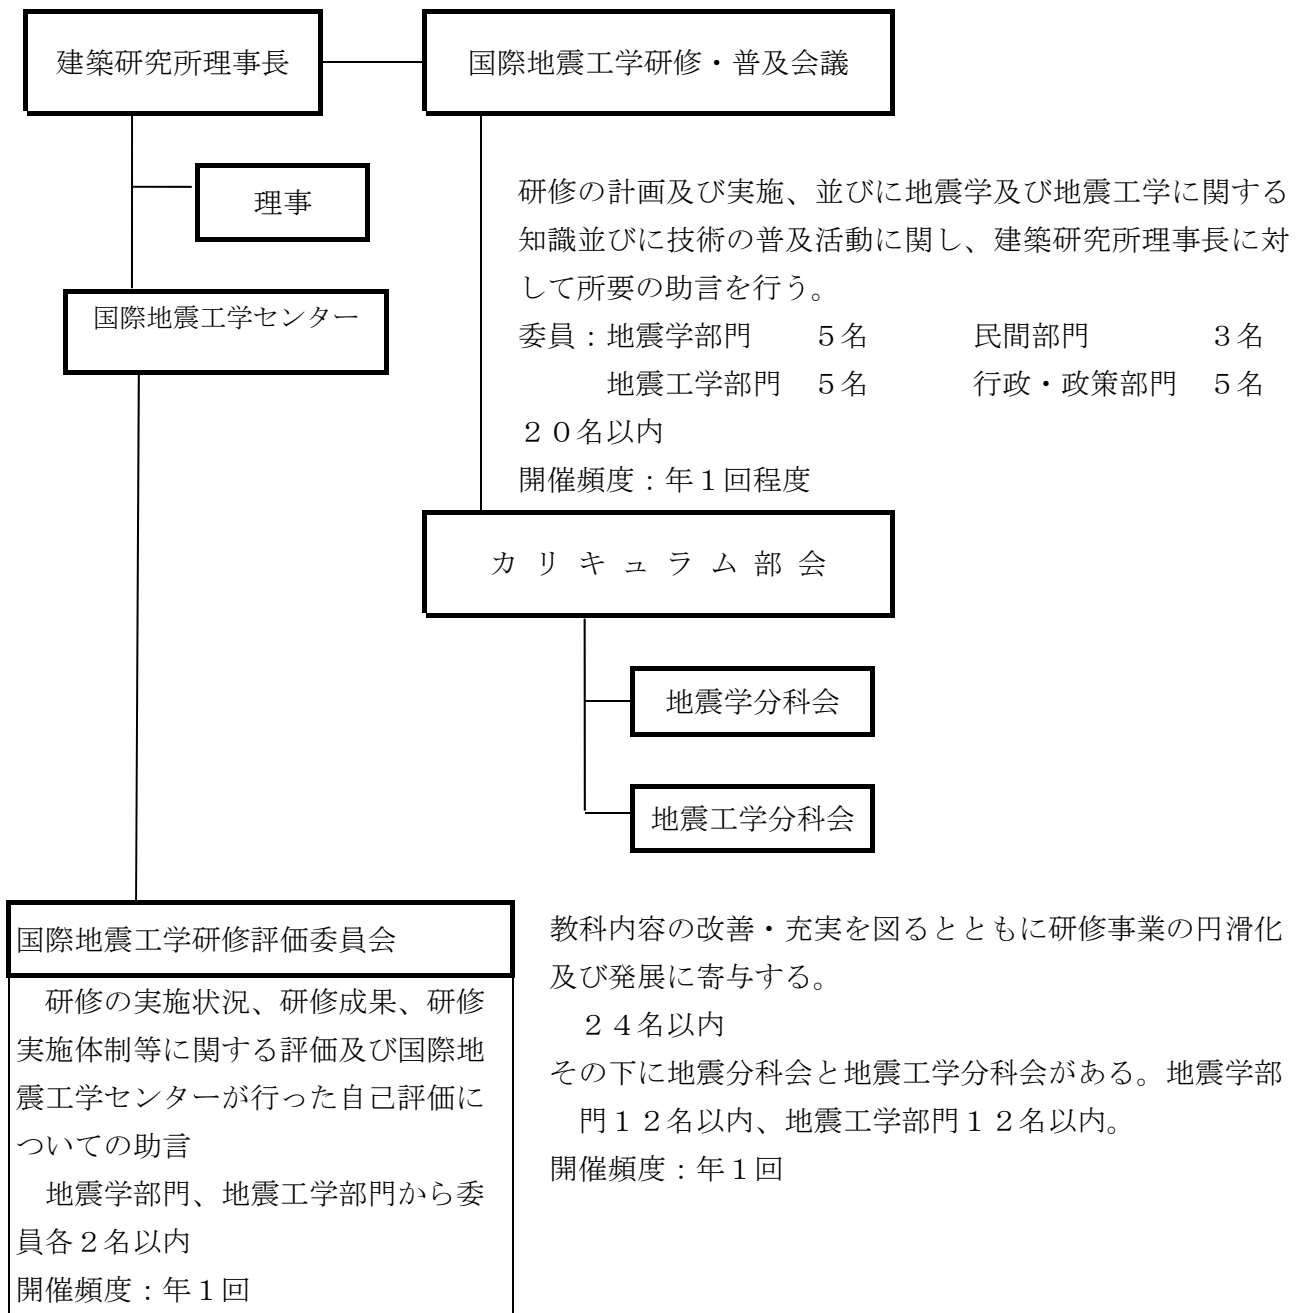 建築研究所理事長
国際地震工学研修・普及会議
理事
国際地震工学センター
研修の計画及び実施、並びに地震学及び地震工学に関する
知識並びに技術の普及活動に関し、建築研究所理事長に対
して所要の助言を行う。
委員：地震学部門　５名　民間部門　３名
地震工学部門　５名　行政・政策部門　５名
２０名以内
開催頻度：年１回程度
カリキュラム部会
地震学分科会
地震工学分科会
国際地震工学研修評価委員会
研修の実施状況、研修成果、研修
実施体制等に関する評価及び国際地
震工学センターが行った自己評価に
ついての助言
地震学部門、地震工学部門から委
員各２名以内
開催頻度：年１回
教科内容の改善・充実を図るとともに研修事業の円滑化
及び発展に寄与する。
２４名以内
その下に地震分科会と地震工学分科会がある。地震学部
門１２名以内、地震工学部門１２名以内。
開催頻度：年１回